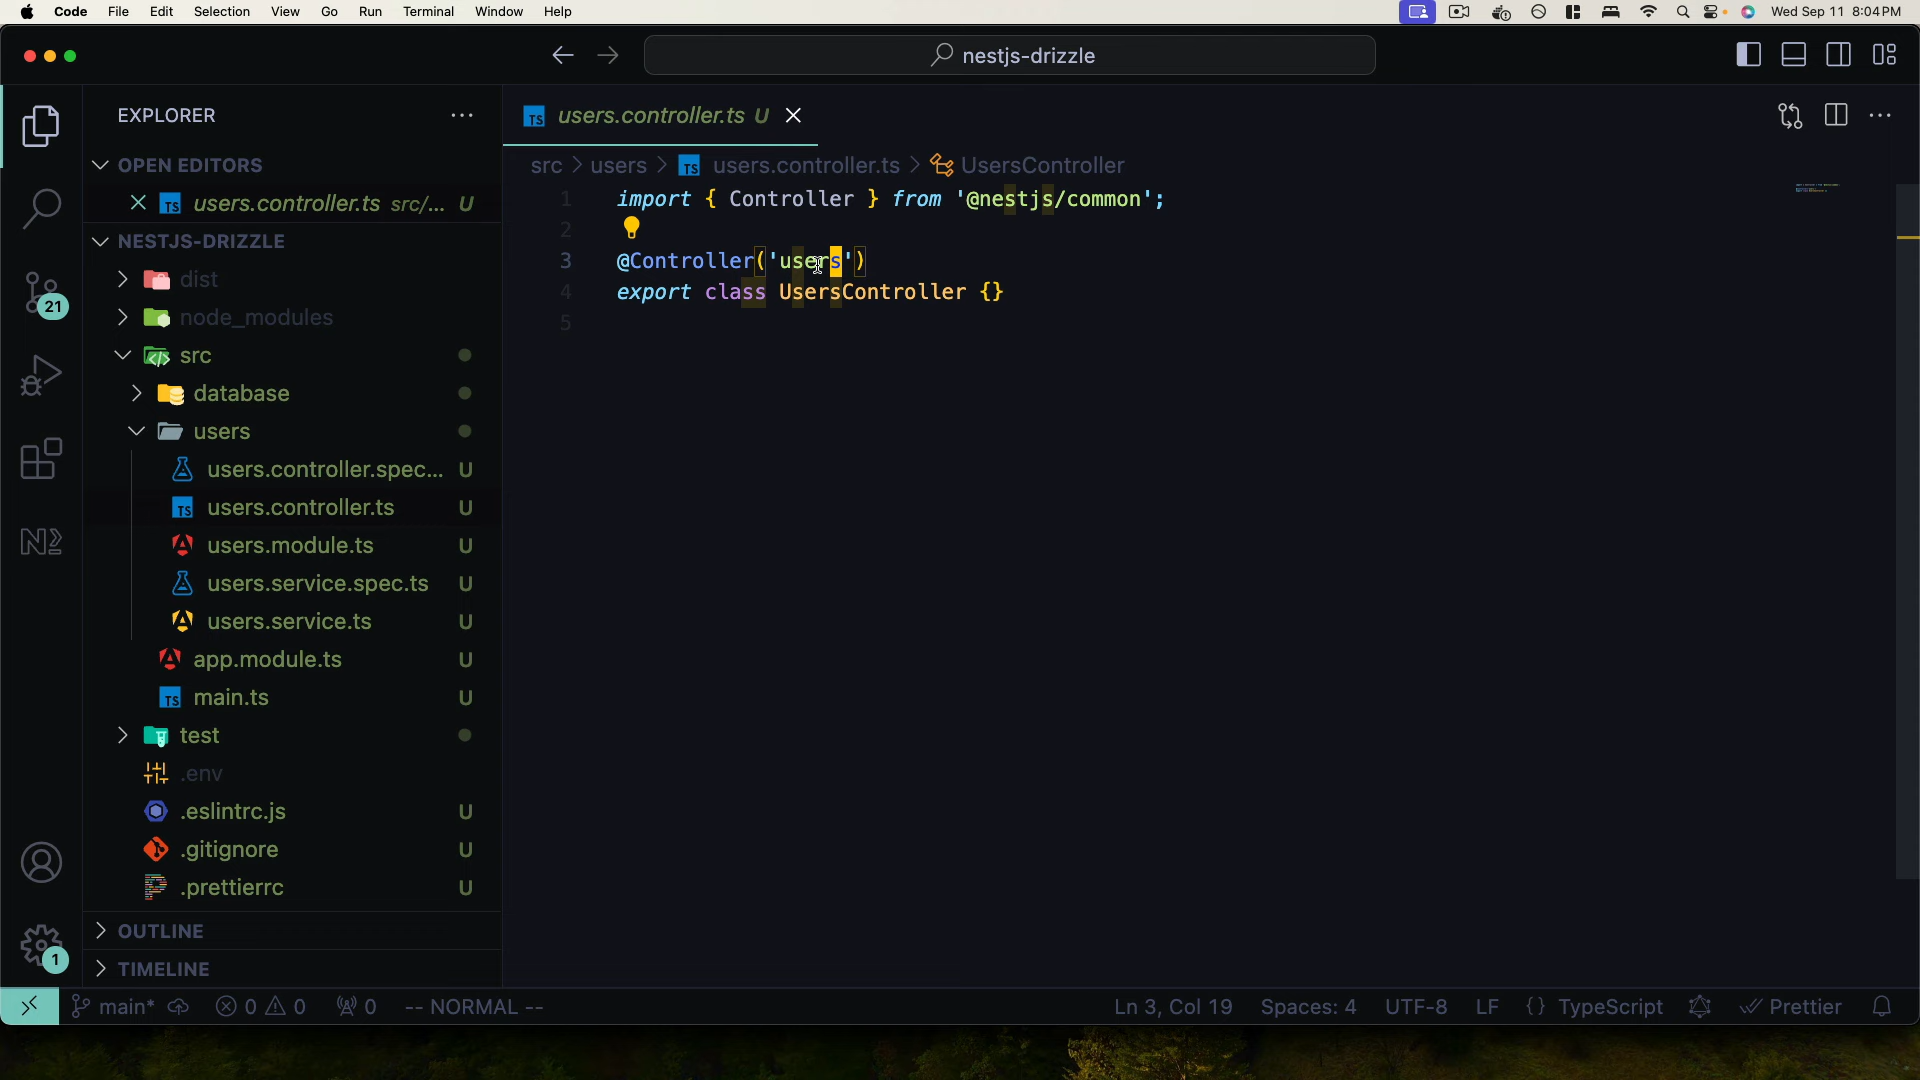 Code File Edit Selection View Go Run Terminal Window Help Wed Sep 11 8:04 PM
nestjs-drizzle
EXPLORER
OPEN EDITORS
users.controller.ts src/... U
NESTJS-DRIZZLE
dist
node_modules
src
database
users
users.controller.spec... U
users.controller.ts U
users.module.ts U
users.service.spec.ts U
users.service.ts U
app.module.ts U
main.ts U
test
.env
.eslintrc.js U
.gitignore U
.prettierrc U
OUTLINE
TIMELINE
21
1
users.controller.ts U
src > users > TS users.controller.ts > UsersController
1 import { Controller } from '@nestjs/common';
2
3 @Controller('users')
4 export class UsersController {}
5
main* 0 0 0 -- NORMAL -- Ln 3, Col 19 Spaces: 4 UTF-8 LF {} TypeScript Prettier